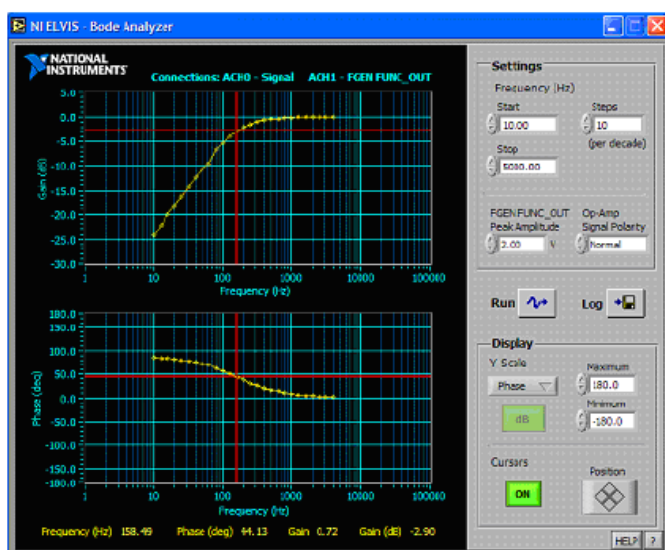 NI ELVIS - Bode Analyzer
NATIONAL INSTRUMENTS
Connections: ACH0 - Signal ACH1 - FGEN FUNC_OUT
5.0
0.0
-5.0
-10.0
-15.0
-20.0
-25.0
-30.0
Gain (dB)
1 10 100 1000 10000 100000
Frequency (Hz)
180.0
150.0
100.0
50.0
0.0
-50.0
-100.0
-150.0
-180.0
Phase (deg)
1 10 100 1000 10000 100000
Frequency (Hz)
Frequency (Hz) 158.49 Phase (deg) 44.13 Gain 0.72 Gain (dB) -2.90
Settings
Frequency (Hz)
Start Steps
10.00 10
(per decade)
Stop
FGEN FUNC_OUT Op-Amp
Peak Amplitude Signal Polarity
2.00 V Normal
Run Log
Display
Y Scale Maximum
Phase 180.0
Minimum
dB -180.0
Cursors Position
ON
HELP ?